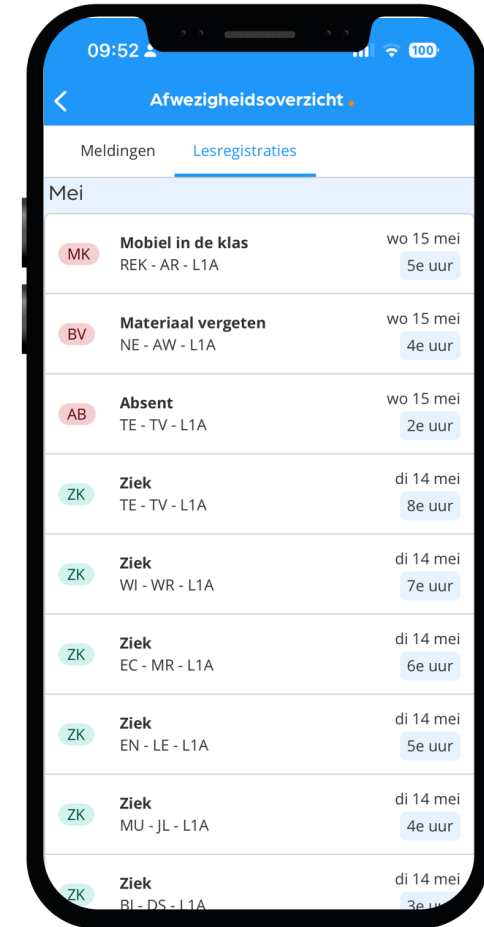 09:52
100
Afwezigheidsoverzicht
Meldingen Lesregistraties
Mei
MK Mobiel in de klas wo 15 mei
REK - AR - L1A 5e uur
BV Materiaal vergeten wo 15 mei
NE - AW - L1A 4e uur
AB Absent wo 15 mei
TE - TV - L1A 2e uur
ZK Ziek di 14 mei
TE - TV - L1A 8e uur
ZK Ziek di 14 mei
WI - WR - L1A 7e uur
ZK Ziek di 14 mei
EC - MR - L1A 6e uur
ZK Ziek di 14 mei
EN - LE - L1A 5e uur
ZK Ziek di 14 mei
MU - JL - L1A 4e uur
ZK Ziek di 14 mei
BI - DS - L1A 3e uur